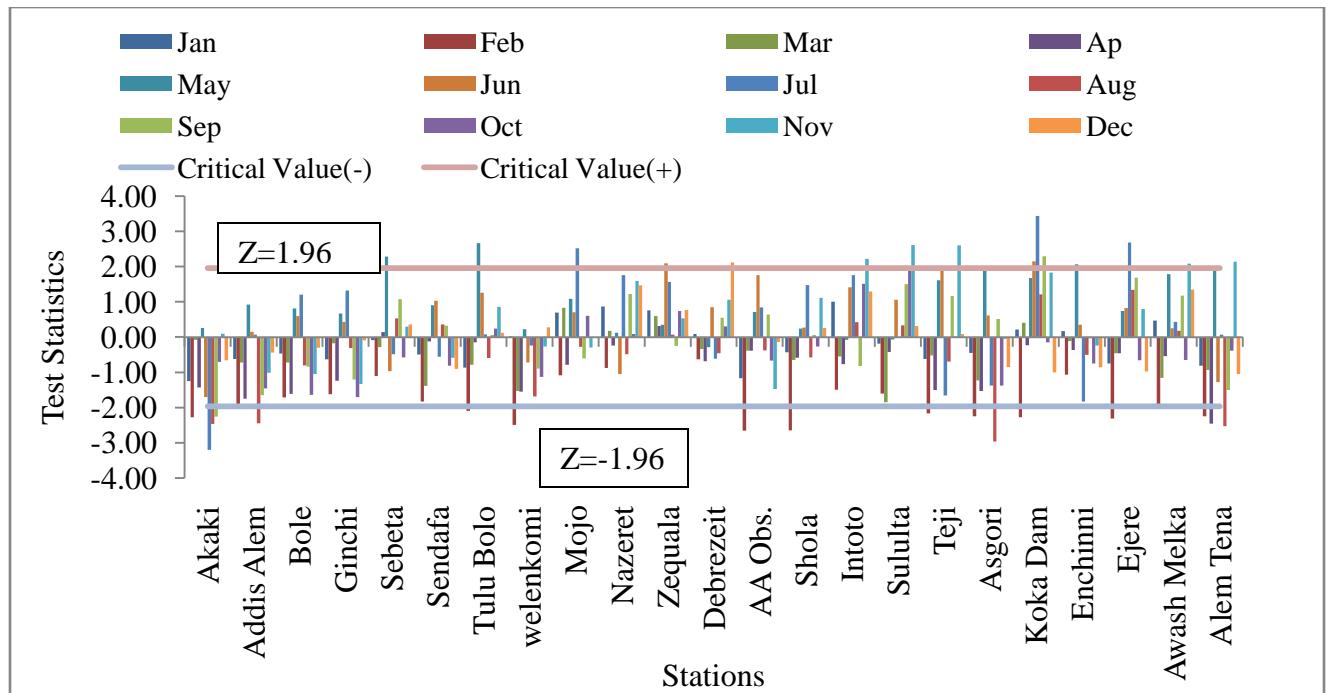 Jan Feb Mar Ap
May Jun Jul Aug
Sep Oct Nov Dec
Critical Value(-) Critical Value(+)
4.00
3.00
2.00
1.00
0.00
-1.00
-2.00
-3.00
-4.00
Test Statistics
Z=1.96
Z=-1.96
Akaki
Addis Alem
Bole
Ginchi
Sebeta
Sendafa
Tulu Bolo
welenkomi
Mojo
Nazeret
Zequala
Debrezeit
AA Obs.
Shola
Intoto
Sululta
Teji
Asgori
Koka Dam
Enchinni
Ejere
Awash Melka
Alem Tena
Stations